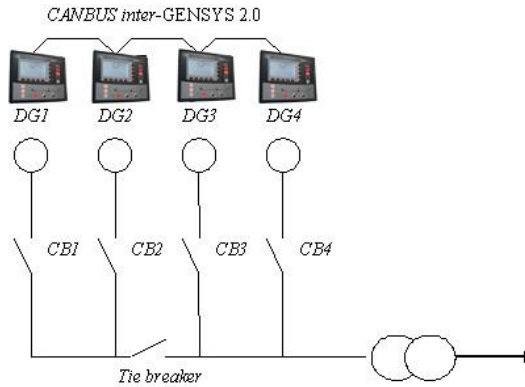 CANBUS inter-GENSYS 2.0
DG1 DG2 DG3 DG4
CB1 CB2 CB3 CB4
Tie breaker